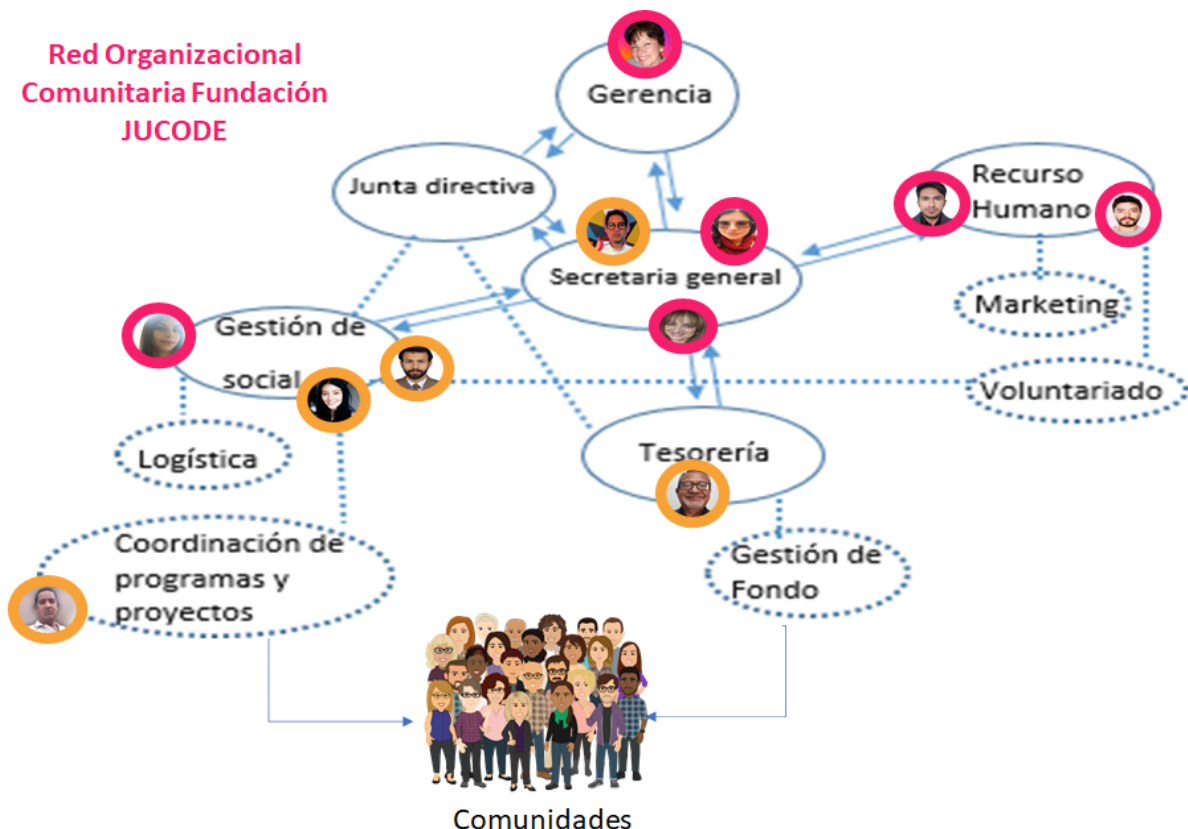 Red Organizacional
Comunitaria Fundación
JUCODE
Gerencia
Junta directiva
Recurso
Humano
Secretaria general
Marketing
Gestión de
social
Voluntariado
Logística
Tesorería
Coordinación de
programas y
proyectos
Gestión de
Fondo
Comunidades